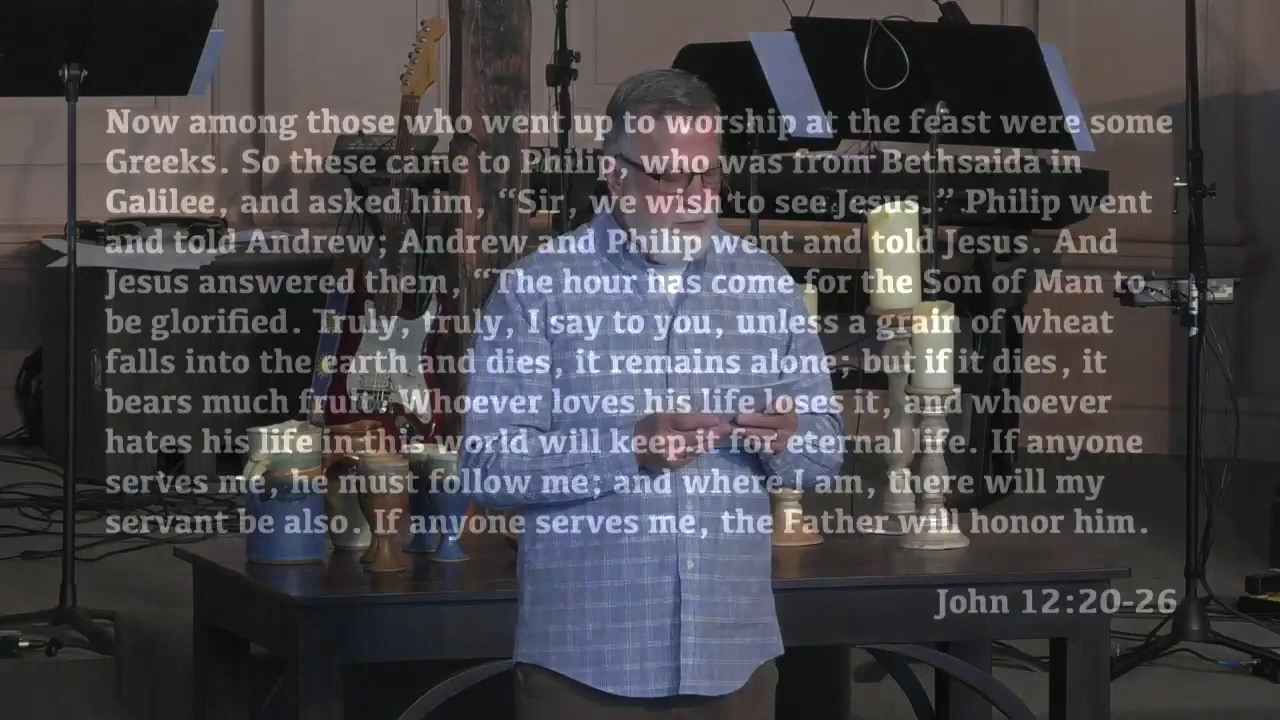 Now among those who went up to worship at the feast were some
Greeks. So these came to Philip, who was from Bethsaida in
Galilee, and asked him, “Sir, we wish to see Jesus.” Philip went
and told Andrew; Andrew and Philip went and told Jesus. And
Jesus answered them, “The hour has come for the Son of Man to
be glorified. Truly, truly, I say to you, unless a grain of wheat
falls into the earth and dies, it remains alone; but if it dies, it
bears much fruit. Whoever loves his life loses it, and whoever
hates his life in this world will keep it for eternal life. If anyone
serves me, he must follow me; and where I am, there will my
servant be also. If anyone serves me, the Father will honor him.
John 12:20-26